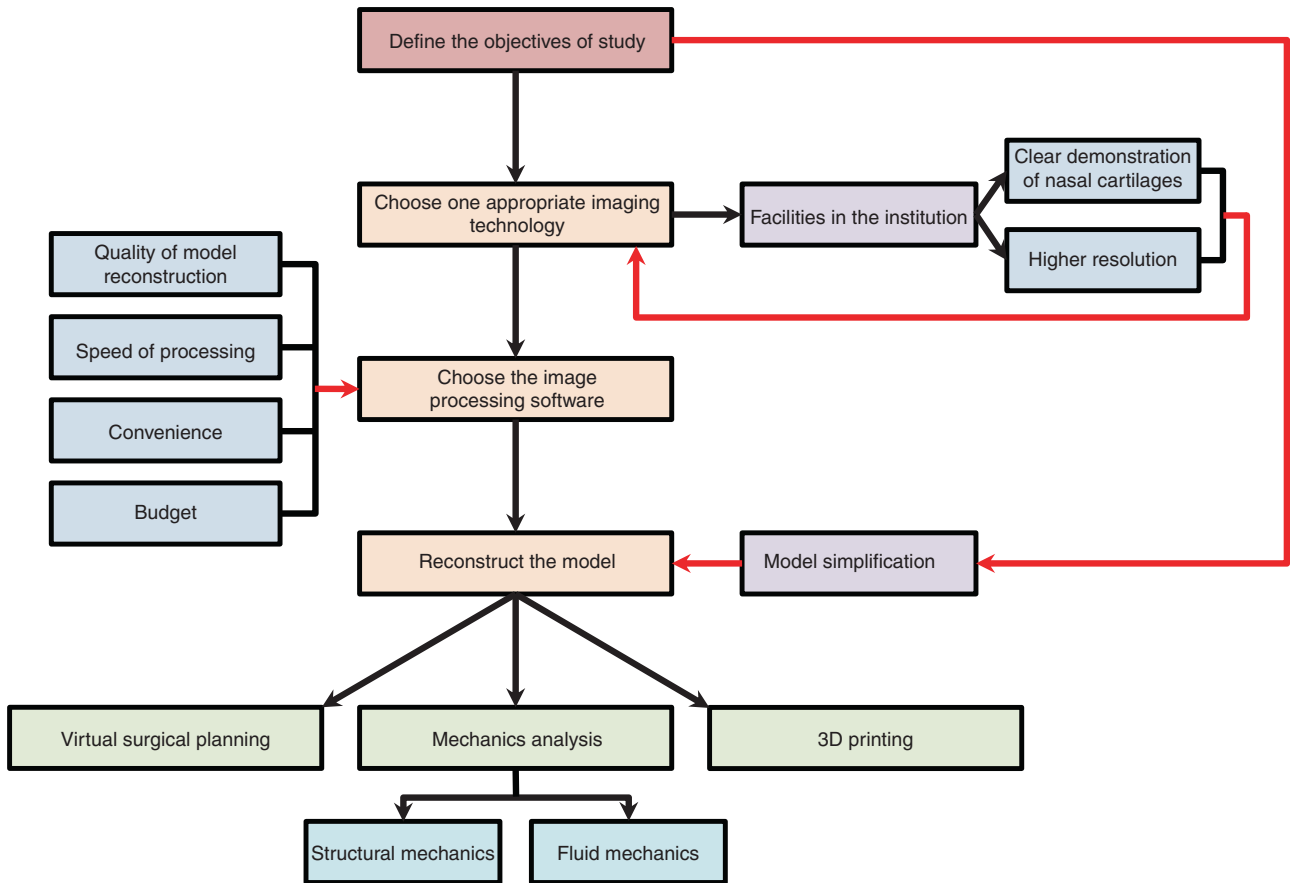 Define the objectives of study
Choose one appropriate imaging
technology
Facilities in the institution
Clear demonstration
of nasal cartilages
Higher resolution
Quality of model
reconstruction
Speed of processing
Convenience
Budget
Choose the image
processing software
Reconstruct the model
Model simplification
Virtual surgical planning
Mechanics analysis
3D printing
Structural mechanics
Fluid mechanics